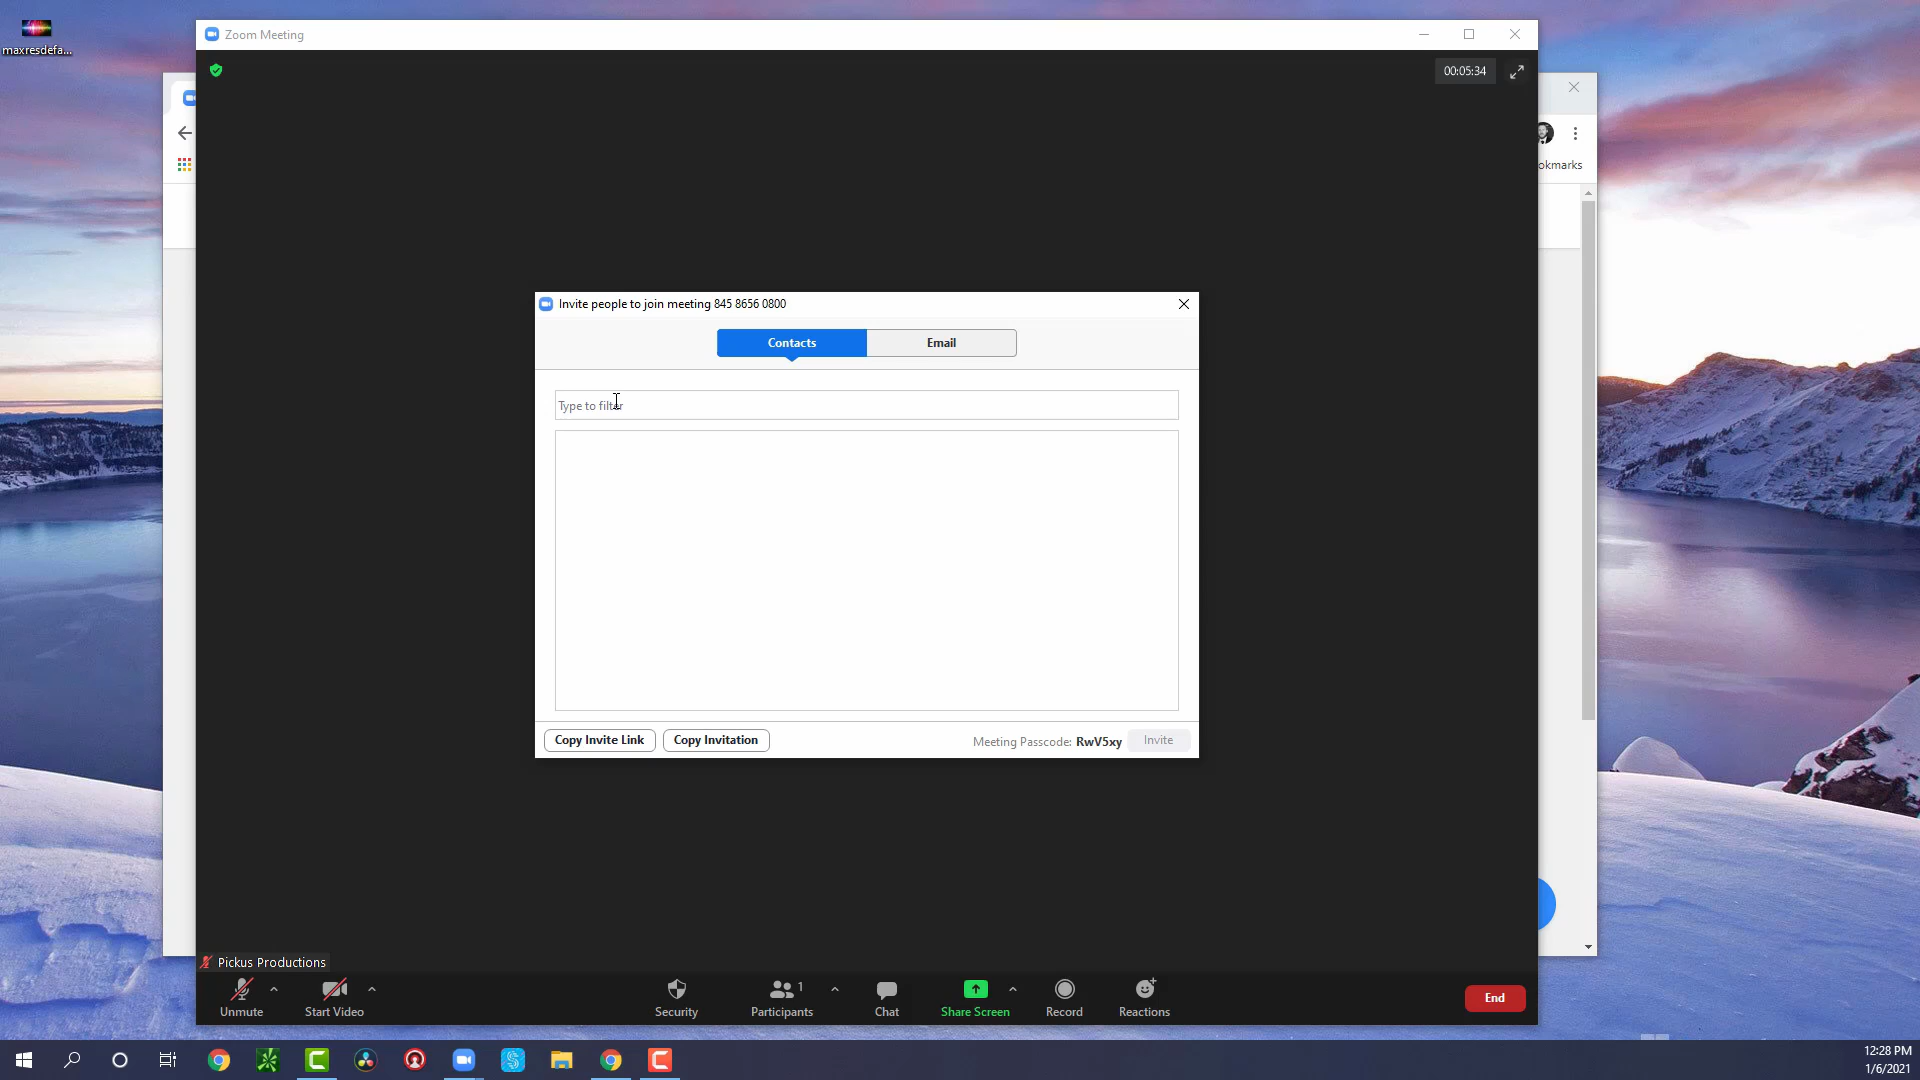 maxresdefa...
Zoom Meeting
00:05:34
okmarks
Invite people to join meeting 845 8656 0800
Contacts
Email
Type to filter
Copy Invite Link
Copy Invitation
Meeting Passcode: RwV5xy
Invite
Pickus Productions
Unmute
Start Video
Security
1
Participants
Chat
Share Screen
Record
Reactions
End
12:28 PM
1/6/2021